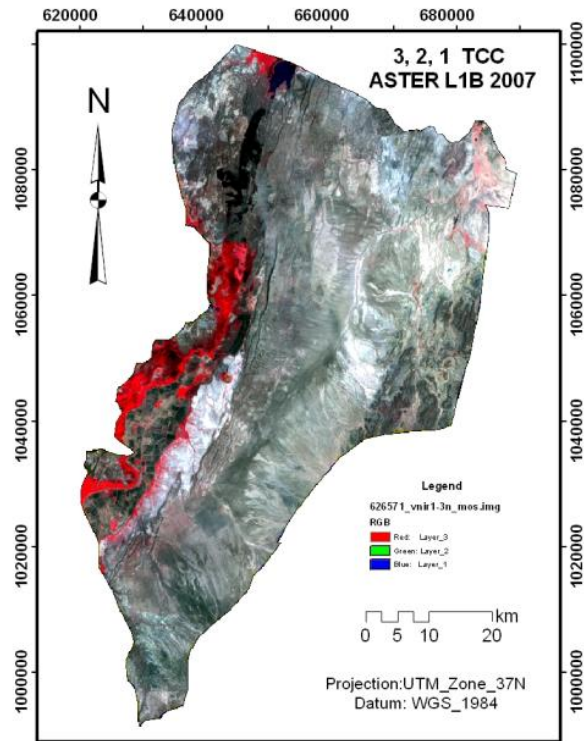 620000 640000 660000 680000
3, 2, 1 TCC
ASTER L1B 2007
N
1100000
1080000
1060000
1040000
1020000
1000000
1100000
1080000
1060000
1040000
1020000
1000000
Legend
626571_vnir1-3n_mos.img
RGB
Red: Layer_3
Green: Layer_2
Blue: Layer_1
km
0 5 10 20
Projection:UTM_Zone_37N
Datum: WGS_1984